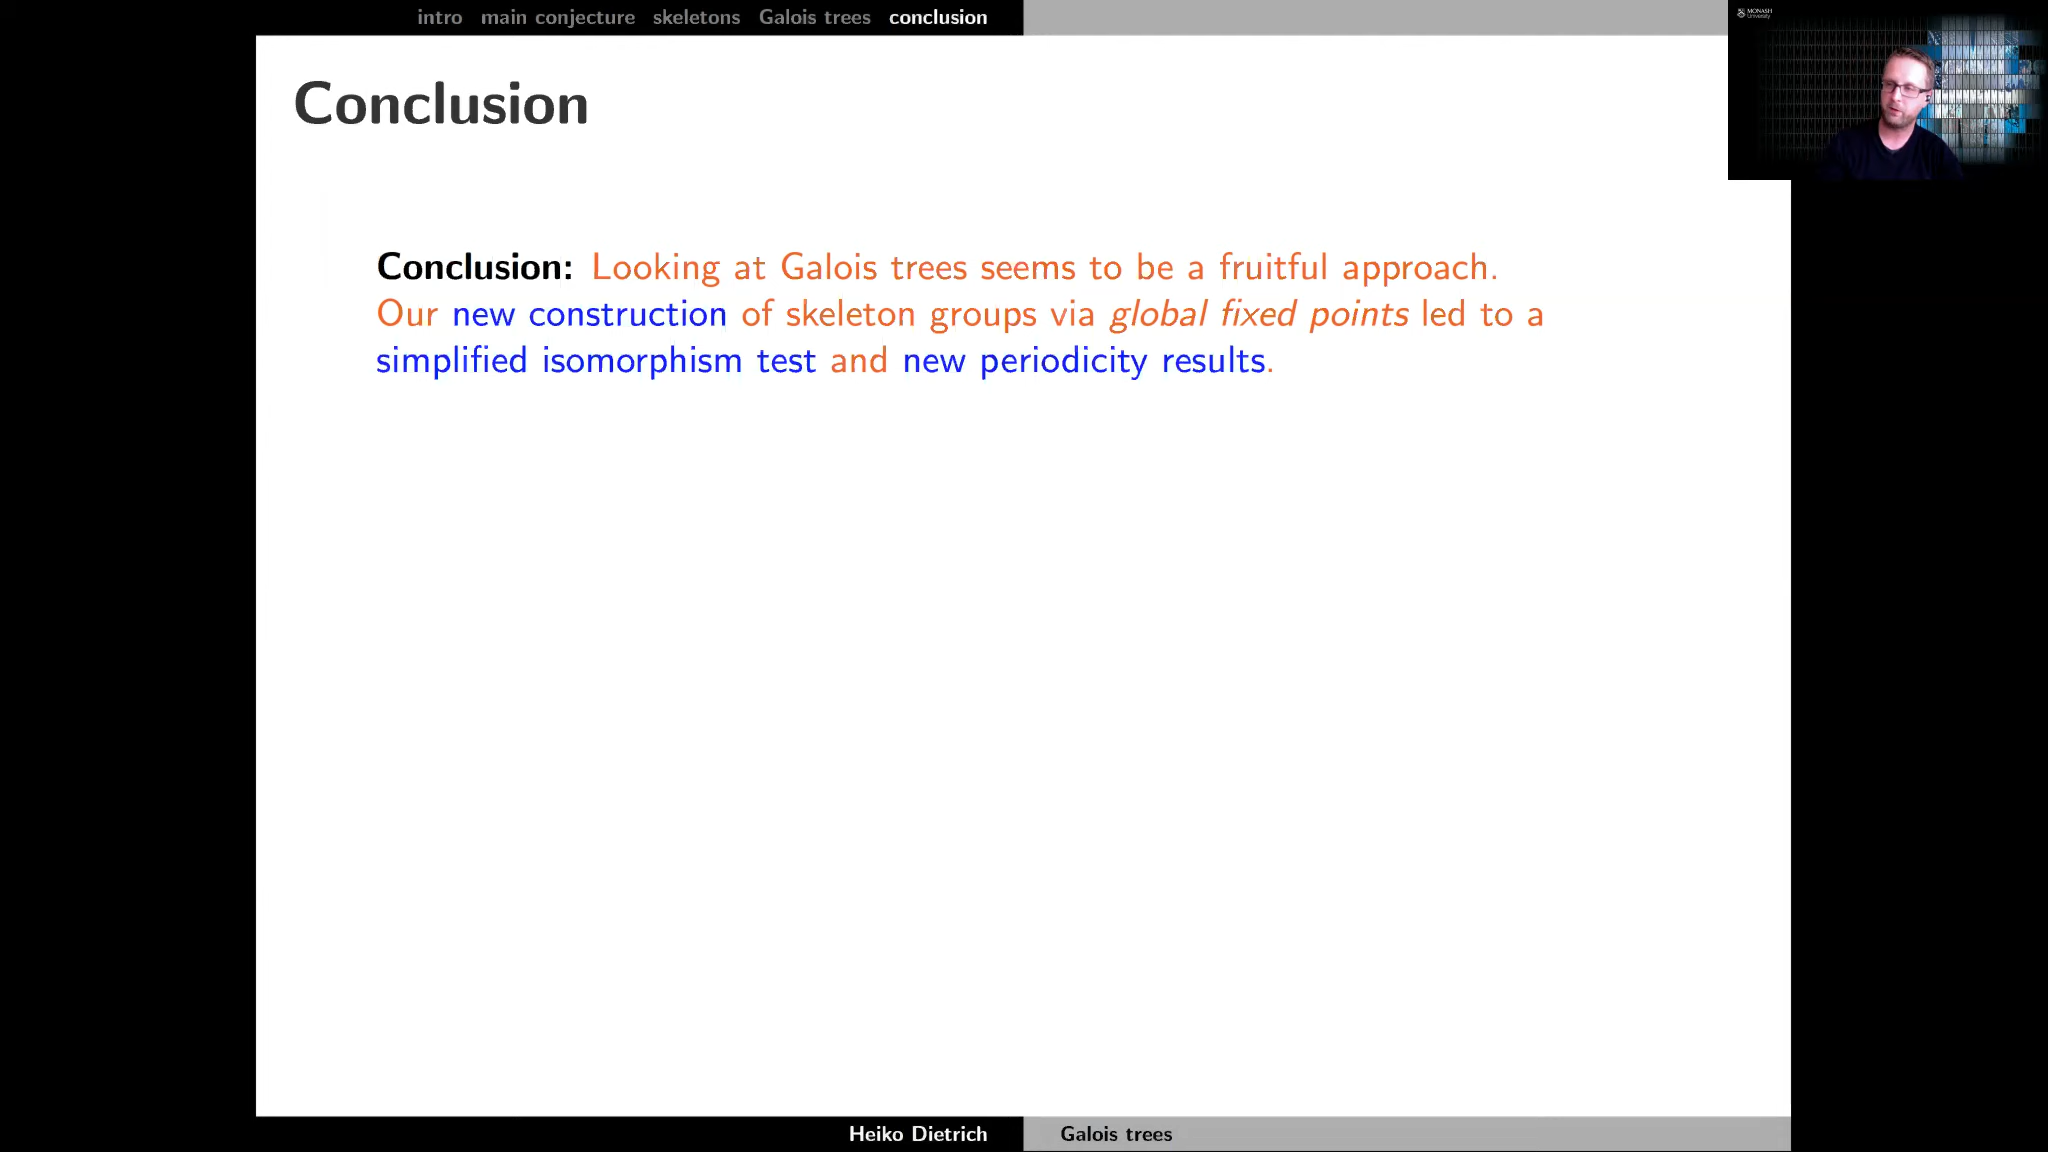 intro main conjecture skeletons Galois trees conclusion
MONASH
University
Conclusion
Conclusion: Looking at Galois trees seems to be a fruitful approach.
Our new construction of skeleton groups via global fixed points led to a
simplified isomorphism test and new periodicity results.
Heiko Dietrich Galois trees